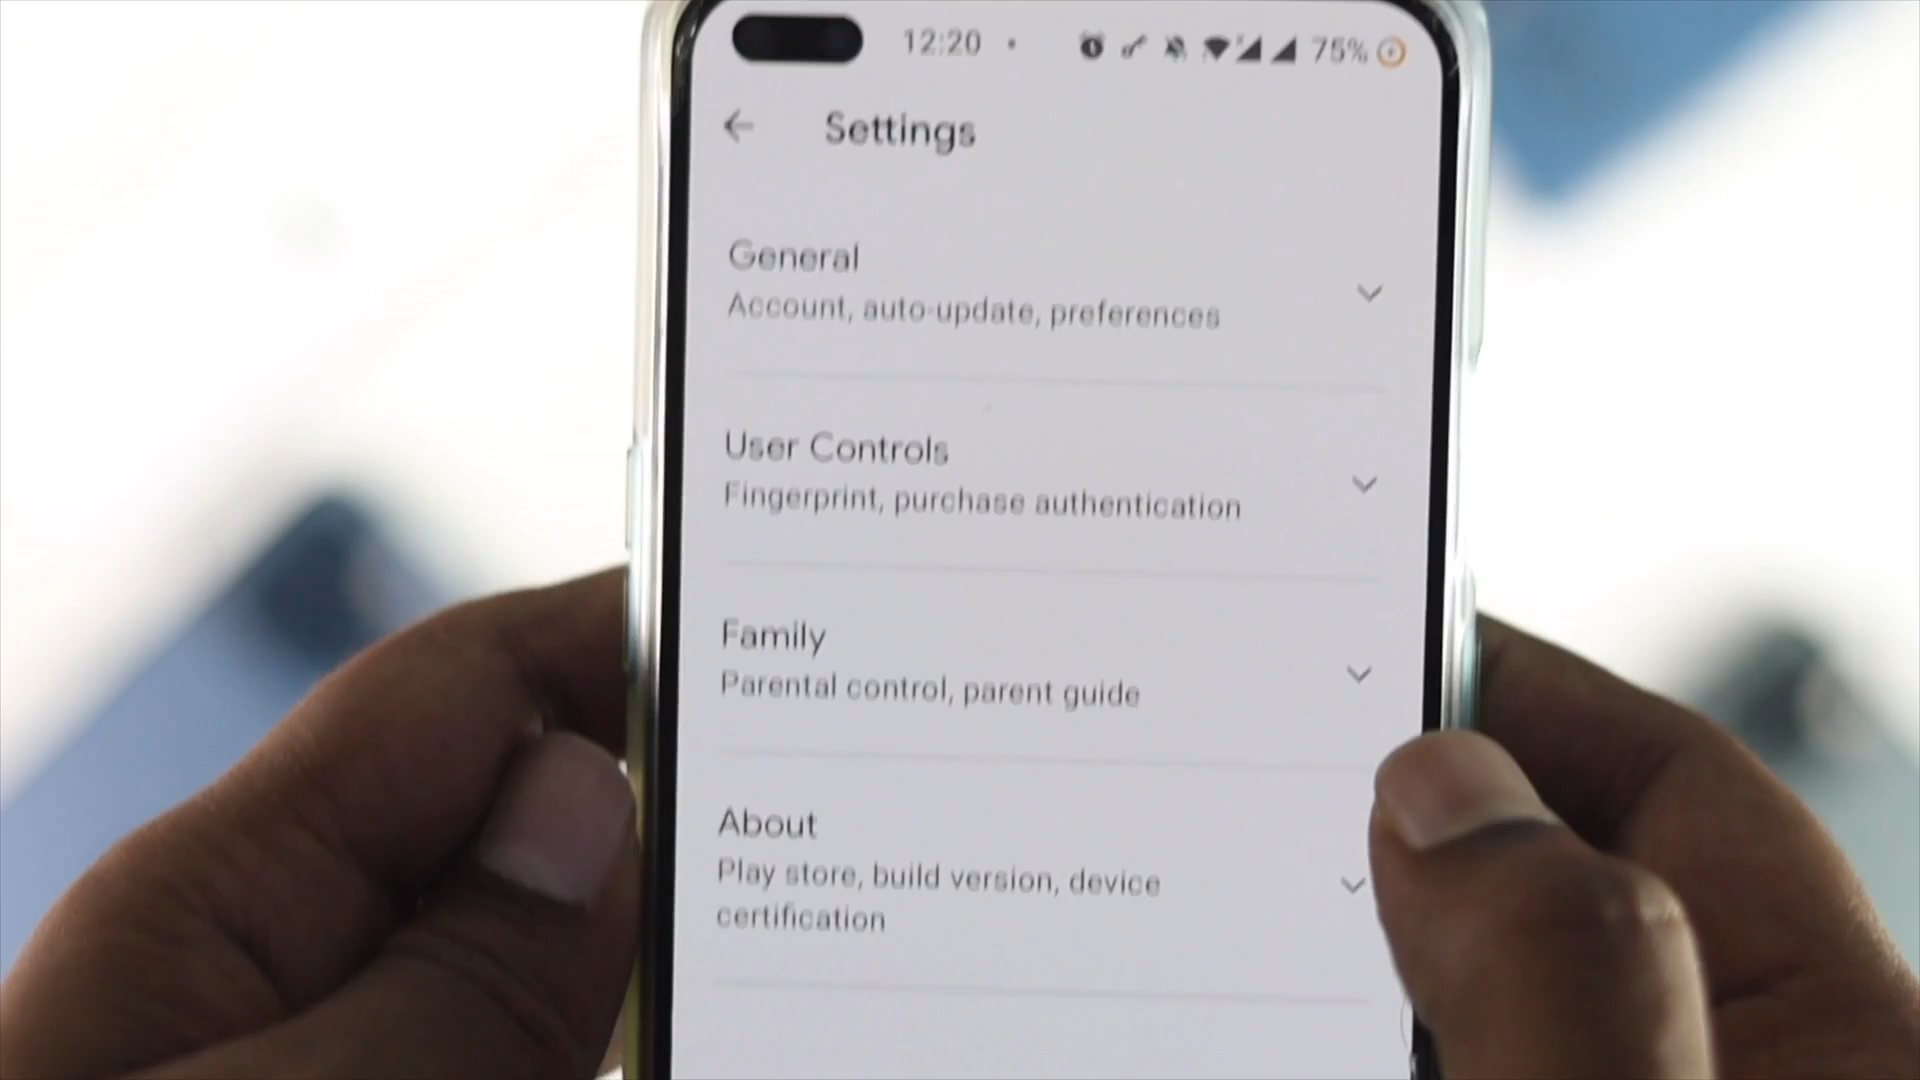 12:20
75%
Settings
General
Account, auto-update, preferences
User Controls
Fingerprint, purchase authentication
Family
Parental control, parent guide
About
Play store, build version, device
certification